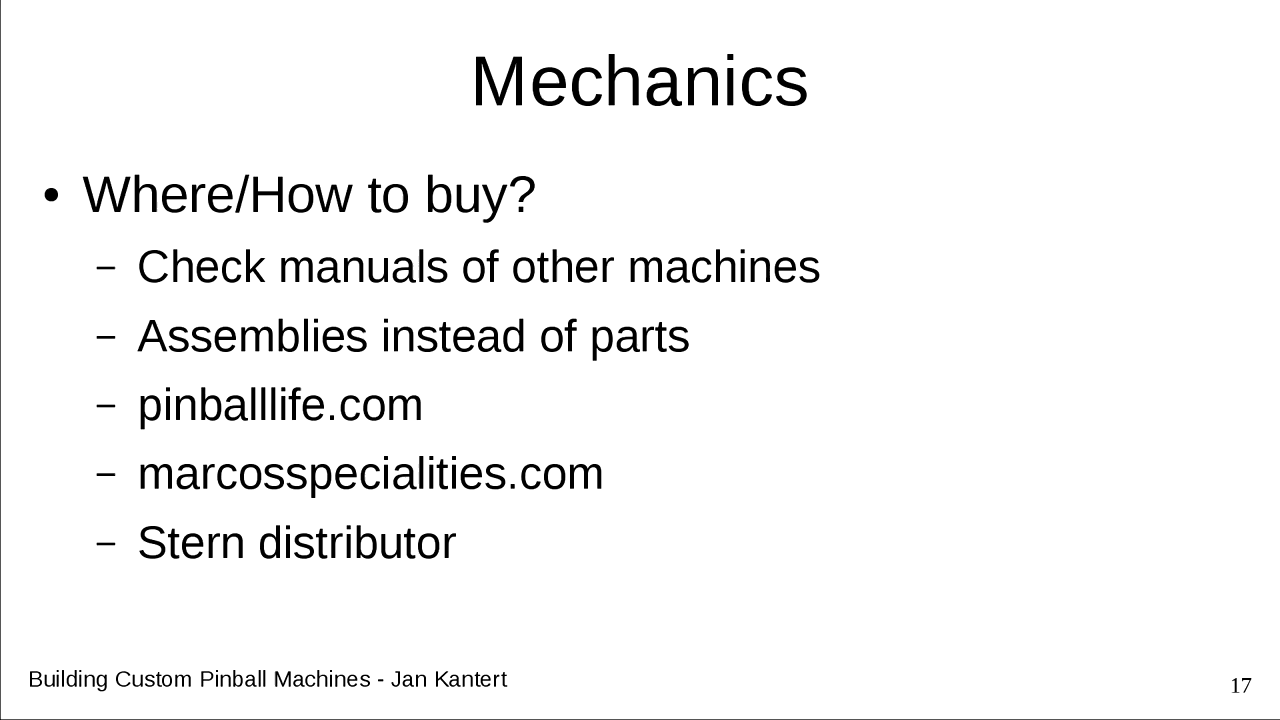 Mechanics
• Where/How to buy?
– Check manuals of other machines
– Assemblies instead of parts
– pinballlife.com
– marcosspecialities.com
– Stern distributor
Building Custom Pinball Machines - Jan Kantert
17